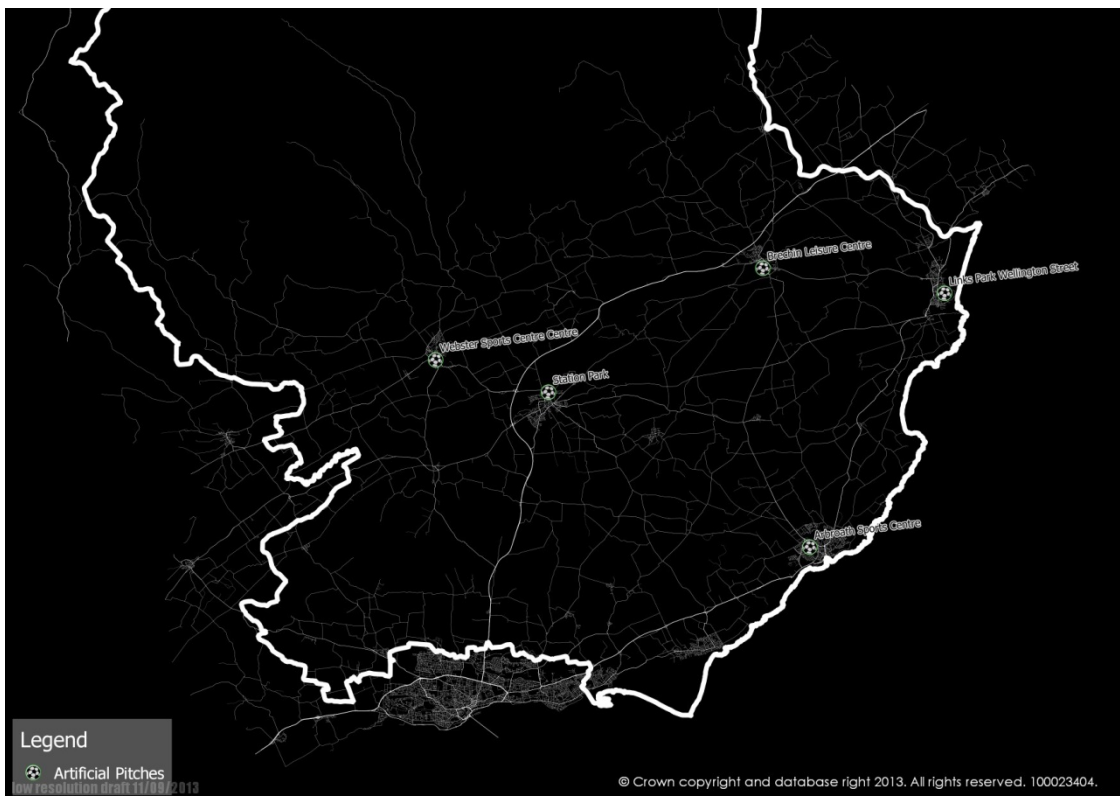 Brechin Leisure Centre
Links Park Wellington Street
Webster Sports Centre Centre
Station Park
Arbroath Sports Centre
Legend
Artificial Pitches
low resolution draft 11/09/2013
© Crown copyright and database right 2013. All rights reserved. 100023404.